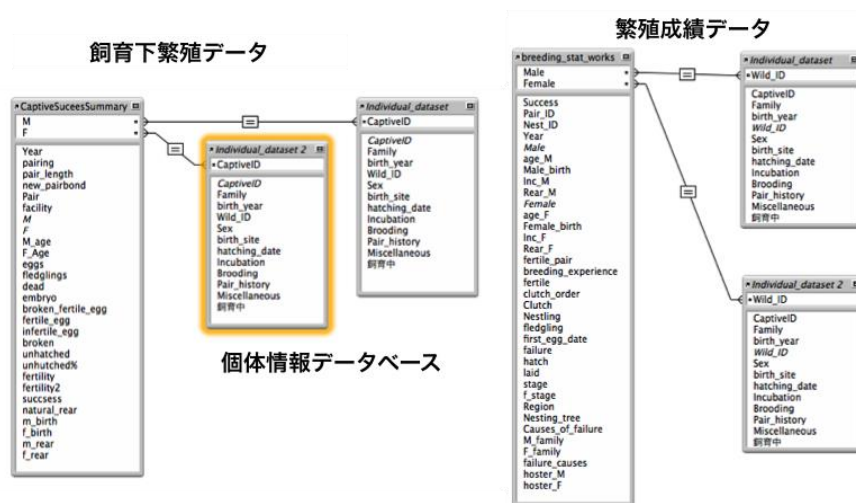 飼育下繁殖データ
CaptiveSuceesSummary
M
F
Year
pairing
pair_length
new_pairbond
Pair
facility
M
F
M_age
F_Age
eggs
fledglings
dead
embryo
broken_fertile_egg
fertile_egg
infertile_egg
broken
unhatched
unhutched%
fertility
fertility2
succsess
natural_rear
m_birth
f_birth
m_rear
f_rear
=
=
Individual_dataset 2
CaptiveID
CaptiveID
Family
birth_year
Wild_ID
Sex
birth_site
hatching_date
Incubation
Brooding
Pair_history
Miscellaneous
飼育中
Individual_dataset
CaptiveID
CaptiveID
Family
birth_year
Wild_ID
Sex
birth_site
hatching_date
Incubation
Brooding
Pair_history
Miscellaneous
飼育中
個体情報データベース
繁殖成績データ
breeding_stat_works
Male
Female
Success
Pair_ID
Nest_ID
Year
Male
age_M
Male_birth
Inc_M
Rear_M
Female
age_F
Female_birth
Inc_F
Rear_F
fertile_pair
breeding_experience
fertile
clutch_order
Clutch
Nestling
fledgling
first_egg_date
failure
hatch
laid
stage
f_stage
Region
Nesting_tree
Causes_of_failure
M_family
F_family
failure_causes
hoster_M
hoster_F
=
=
Individual_dataset
Wild_ID
CaptiveID
Family
birth_year
Wild_ID
Sex
birth_site
hatching_date
Incubation
Brooding
Pair_history
Miscellaneous
飼育中
Individual_dataset 2
Wild_ID
CaptiveID
Family
birth_year
Wild_ID
Sex
birth_site
hatching_date
Incubation
Brooding
Pair_history
Miscellaneous
飼育中